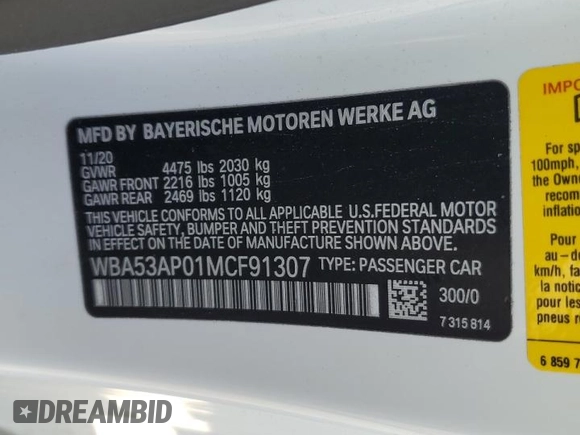 MFD BY BAYERISCHE MOTOREN WERKE AG
11/20
GVWR 4475 lbs 2030 kg
GAWR FRONT 2216 lbs 1005 kg
GAWR REAR 2469 lbs 1120 kg
THIS VEHICLE CONFORMS TO ALL APPLICABLE U.S.FEDERAL MOTOR
VEHICLE SAFETY, BUMPER AND THEFT PREVENTION STANDARDS
IN EFFECT ON THE DATE OF MANUFACTURE SHOWN ABOVE.
WBA53AP01MCF91307 TYPE: PASSENGER CAR
300/0
7 315 814
IMPO
For sp
100mph,
the Owne
recom
inflation
Pour
au-de
km/h, fa
la notic
pour les
pneus r
6 859 7
DREAMBID